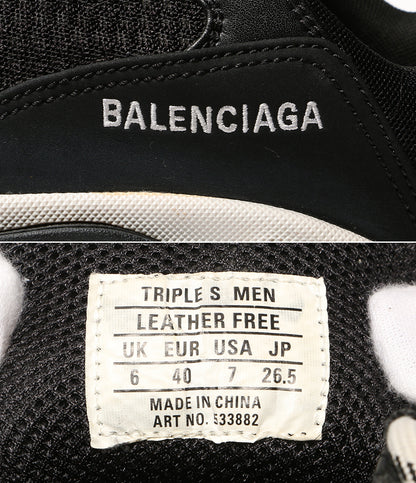 BALENCIAGA
TRIPLE S MEN
LEATHER FREE
UK EUR USA JP
6 40 7 26.5
MADE IN CHINA
ART NO. 533882